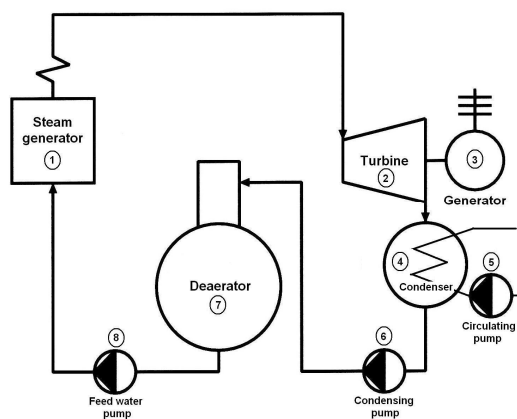 Steam
generator
1
Turbine
2
3
Generator
4
Condenser
5
Circulating
pump
Deaerator
7
6
Condensing
pump
8
Feed water
pump